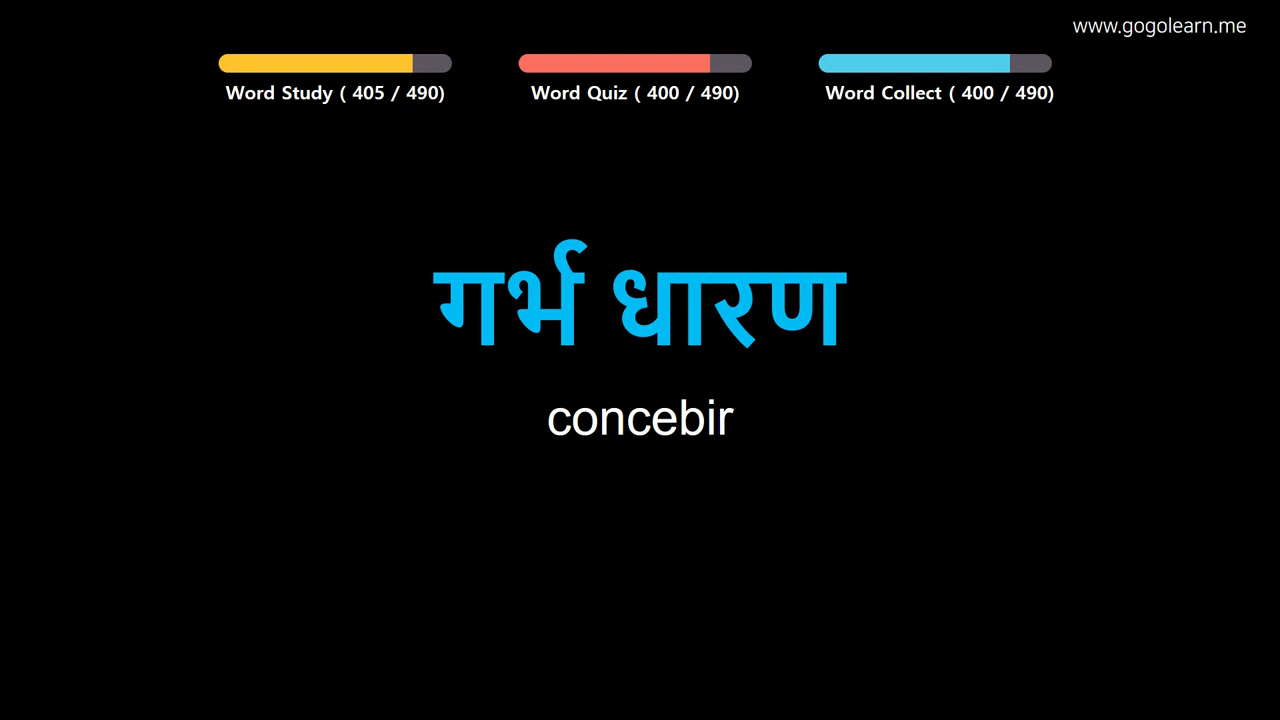 www.gogolearn.me
Word Study ( 405 / 490)
Word Quiz ( 400 / 490)
Word Collect ( 400 / 490)
गर्भ धारण
concebir